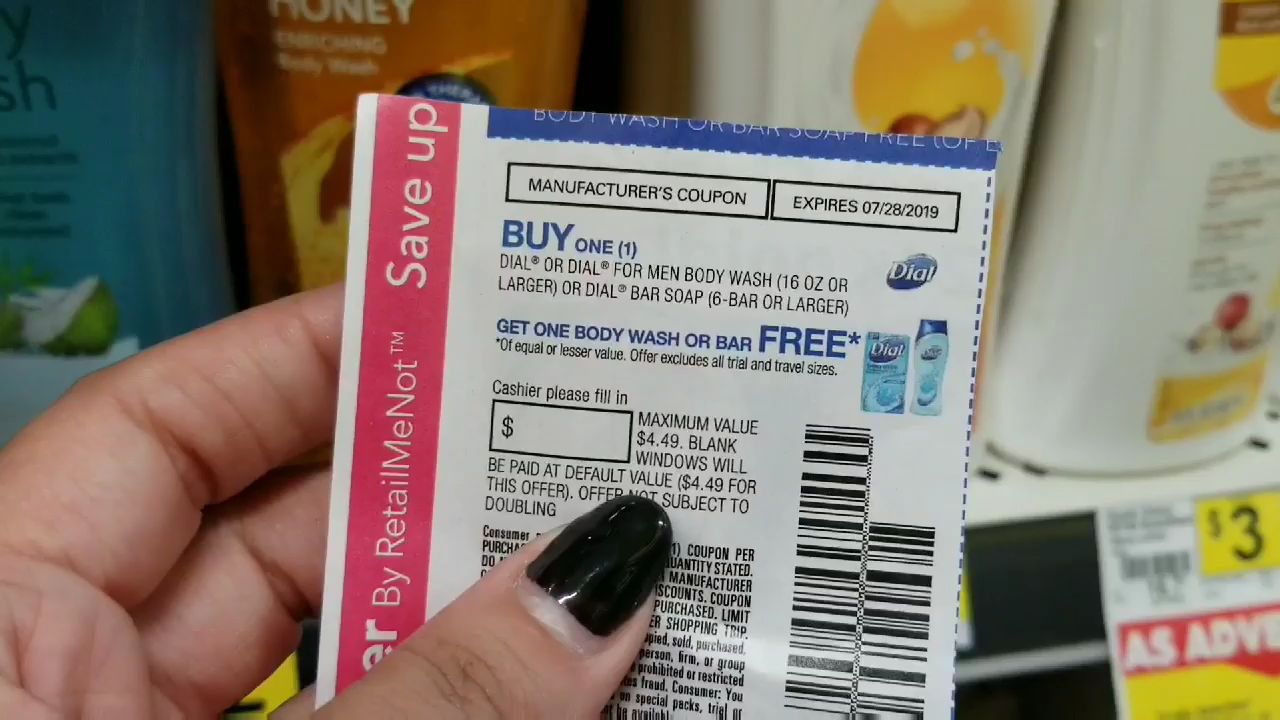 HONEY
ENRICHING
Body Wash
sh
Save up
er By RetailMeNot™
BODY WASH OR BAR SOAP FREE (OF E
MANUFACTURER'S COUPON
EXPIRES 07/28/2019
BUY ONE (1)
DIAL® OR DIAL® FOR MEN BODY WASH (16 OZ OR
LARGER) OR DIAL® BAR SOAP (6-BAR OR LARGER)
Dial
GET ONE BODY WASH OR BAR FREE*
*Of equal or lesser value. Offer excludes all trial and travel sizes.
Dial
Cashier please fill in
$
MAXIMUM VALUE
$4.49. BLANK
WINDOWS WILL
BE PAID AT DEFAULT VALUE ($4.49 FOR
THIS OFFER). OFFER NOT SUBJECT TO
DOUBLING
Consumer
1) COUPON PER
QUANTITY STATED.
MANUFACTURER
COUPON
PURCHASED. LIMIT
SHOPPING TRIP.
sold, purchased,
person, firm, or group
prohibited or restricted
fraud. Consumer: You
on special packs, trial or
$3
AS ADVE